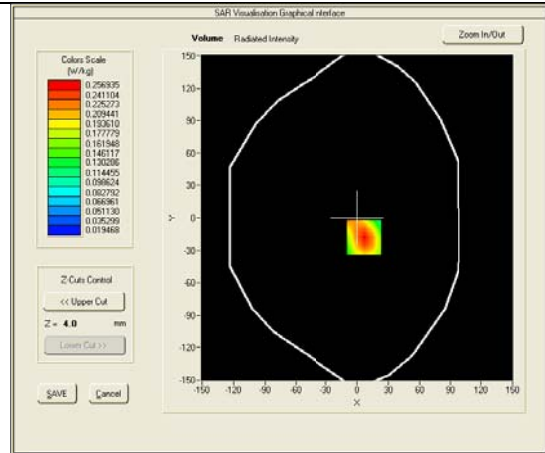 SAR Visualisation Graphical Interface
Volume Radiated Intensity
Zoom In/Out
Colors Scale
(W/kg)
0.256935
0.241104
0.225273
0.209441
0.193610
0.177779
0.161948
0.146117
0.130286
0.114455
0.098624
0.082792
0.066961
0.051130
0.035299
0.019468
Z-Cuts Control
<< Upper Cut
Z = 4.0 mm
Lower Cut >>
SAVE
Cancel
150-
120-
90-
60-
30-
0-
-30-
-60-
-90-
-120-
-150-
Y
-150 -120 -90 -60 -30 0 30 60 90 120 150
X